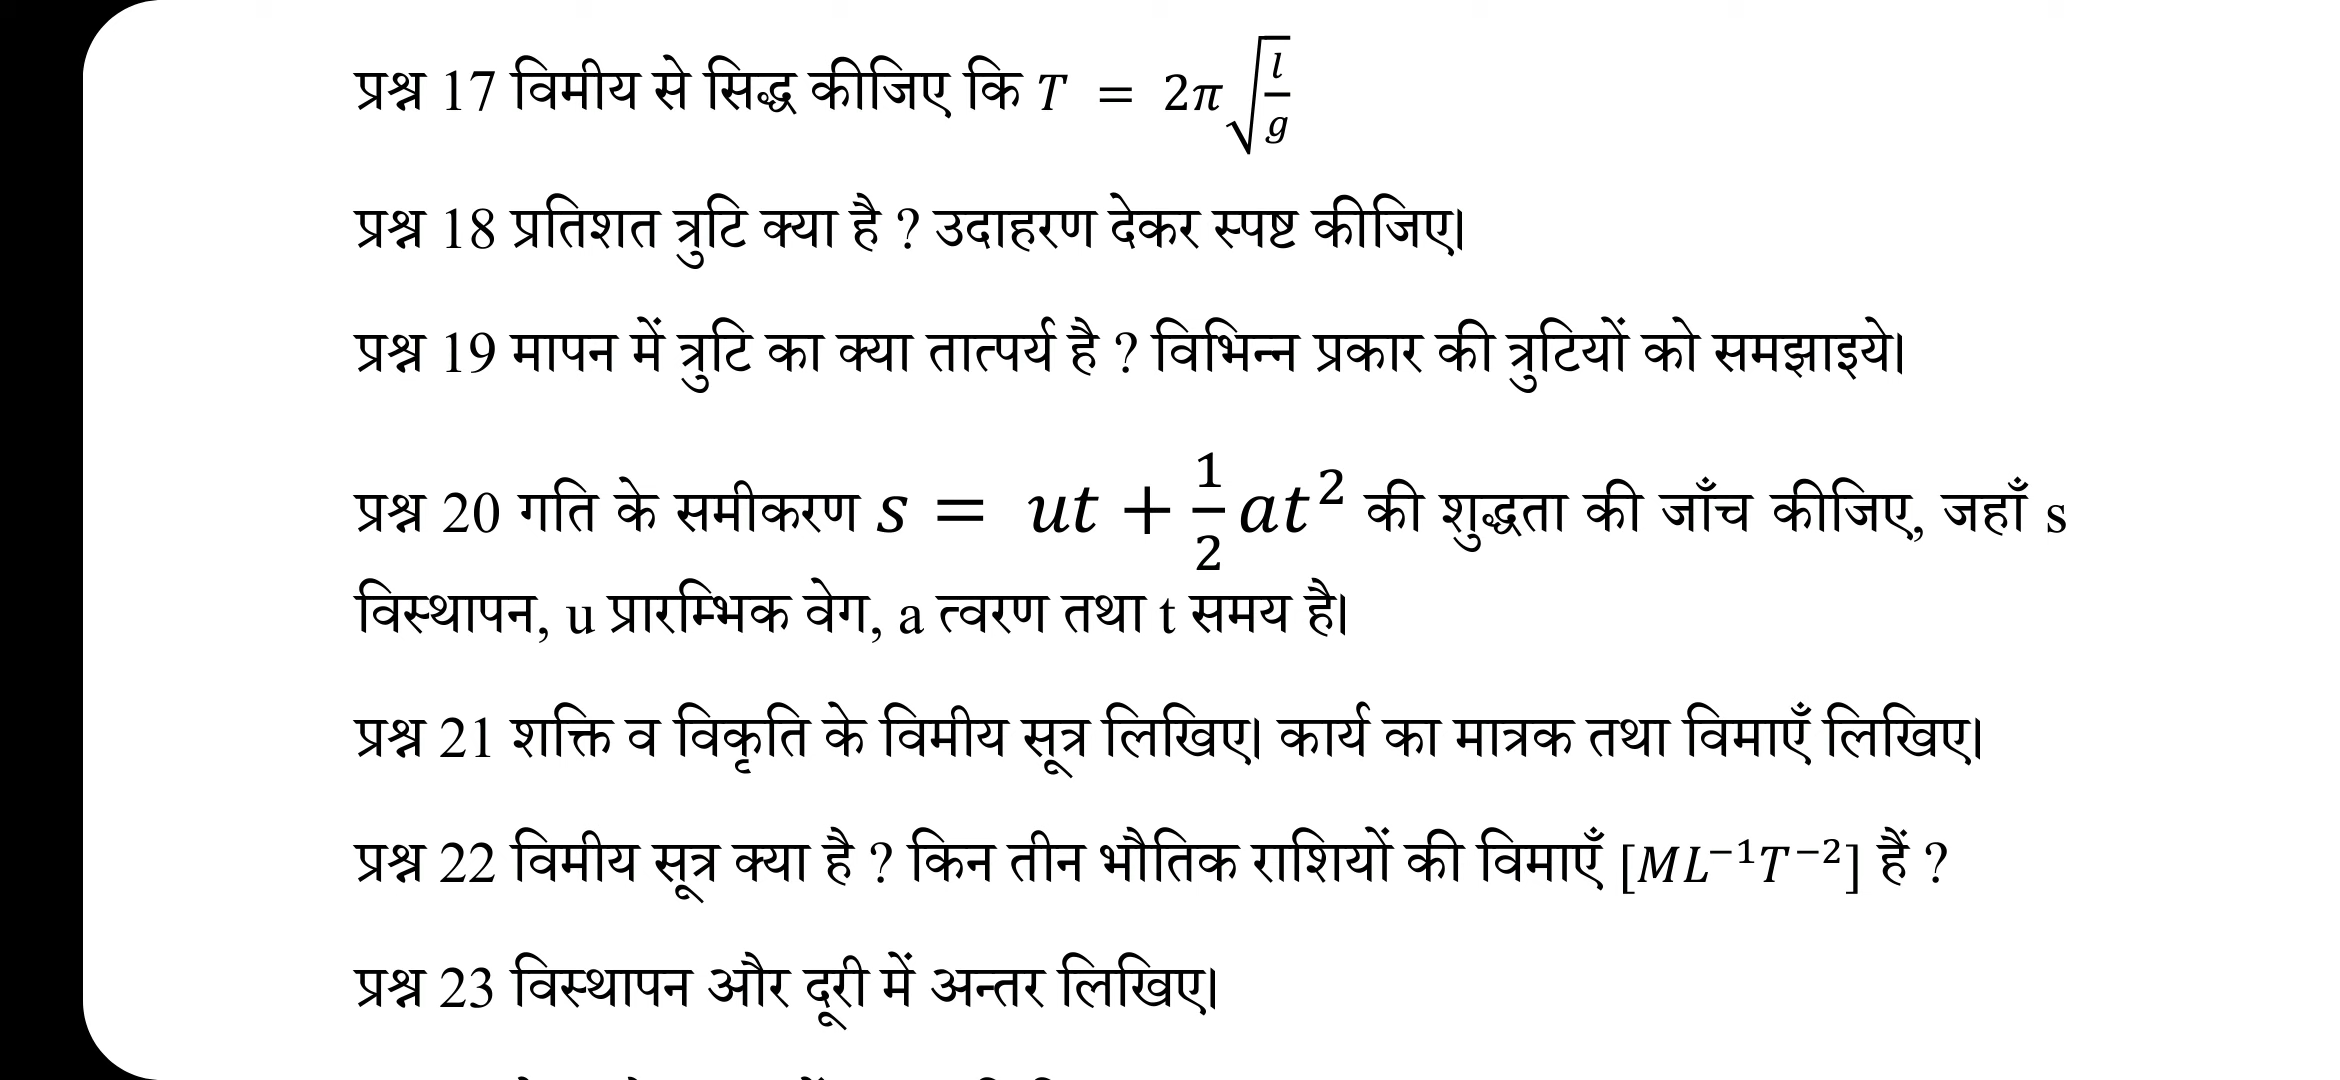 प्रश्न 17 विमीय से सिद्ध कीजिए कि T = 2π√(l/g)
प्रश्न 18 प्रतिशत त्रुटि क्या है ? उदाहरण देकर स्पष्ट कीजिए।
प्रश्न 19 मापन में त्रुटि का क्या तात्पर्य है ? विभिन्न प्रकार की त्रुटियों को समझाइये।
प्रश्न 20 गति के समीकरण s = ut + 1/2 at² की शुद्धता की जाँच कीजिए, जहाँ s
विस्थापन, u प्रारम्भिक वेग, a त्वरण तथा t समय है।
प्रश्न 21 शक्ति व विकृति के विमीय सूत्र लिखिए। कार्य का मात्रक तथा विमाएँ लिखिए।
प्रश्न 22 विमीय सूत्र क्या है ? किन तीन भौतिक राशियों की विमाएँ [ML⁻¹T⁻²] हैं ?
प्रश्न 23 विस्थापन और दूरी में अन्तर लिखिए।